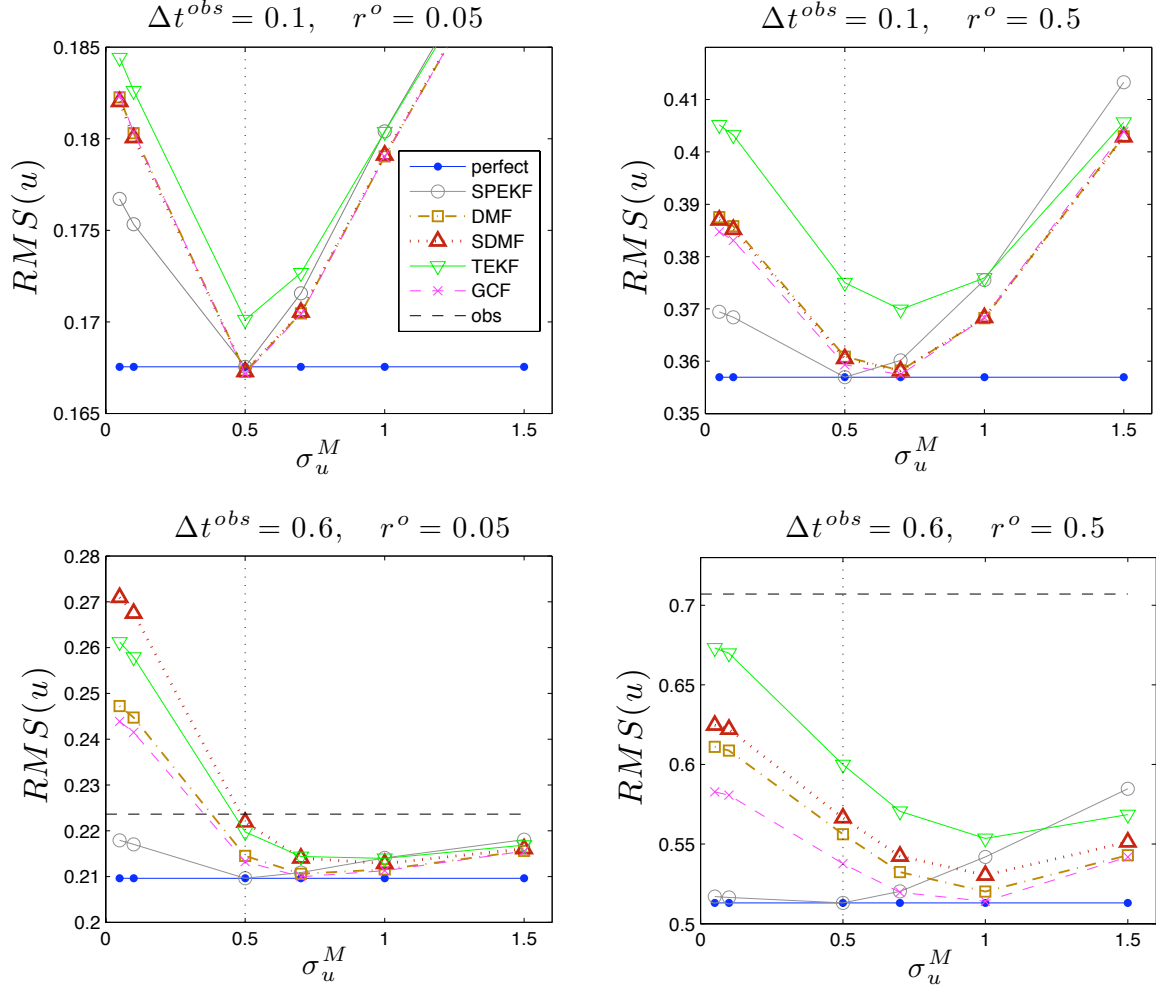 Δt^{obs} = 0.1, r^o = 0.05
RMS(u)
0.185
0.18
0.175
0.17
0.165
0 0.5 1 1.5
σ_u^M
perfect
SPEKF
DMF
SDMF
TEKF
GCF
obs
Δt^{obs} = 0.1, r^o = 0.5
RMS(u)
0.41
0.4
0.39
0.38
0.37
0.36
0.35
0 0.5 1 1.5
σ_u^M
Δt^{obs} = 0.6, r^o = 0.05
RMS(u)
0.28
0.27
0.26
0.25
0.24
0.23
0.22
0.21
0.2
0 0.5 1 1.5
σ_u^M
Δt^{obs} = 0.6, r^o = 0.5
RMS(u)
0.7
0.65
0.6
0.55
0.5
0 0.5 1 1.5
σ_u^M